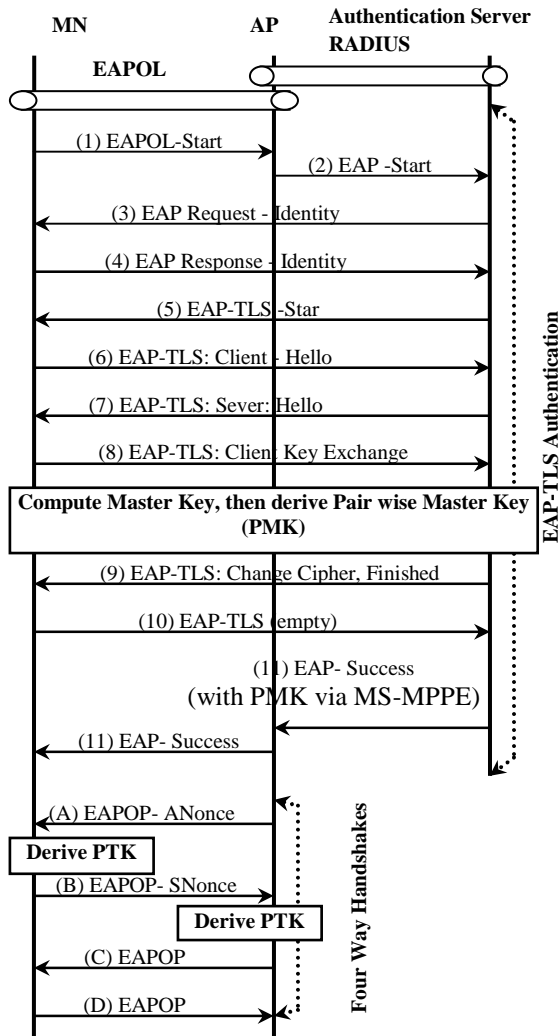 MN
AP
Authentication Server
RADIUS
EAPOL
(1) EAPOL-Start
(2) EAP -Start
(3) EAP Request - Identity
(4) EAP Response - Identity
(5) EAP-TLS -Star
(6) EAP-TLS: Client - Hello
(7) EAP-TLS: Sever: Hello
(8) EAP-TLS: Client Key Exchange
Compute Master Key, then derive Pair wise Master Key
(PMK)
(9) EAP-TLS: Change Cipher, Finished
(10) EAP-TLS (empty)
(11) EAP- Success
(with PMK via MS-MPPE)
(11) EAP- Success
EAP-TLS Authentication
(A) EAPOP- ANonce
Derive PTK
(B) EAPOP- SNonce
Derive PTK
(C) EAPOP
(D) EAPOP
Four Way Handshakes